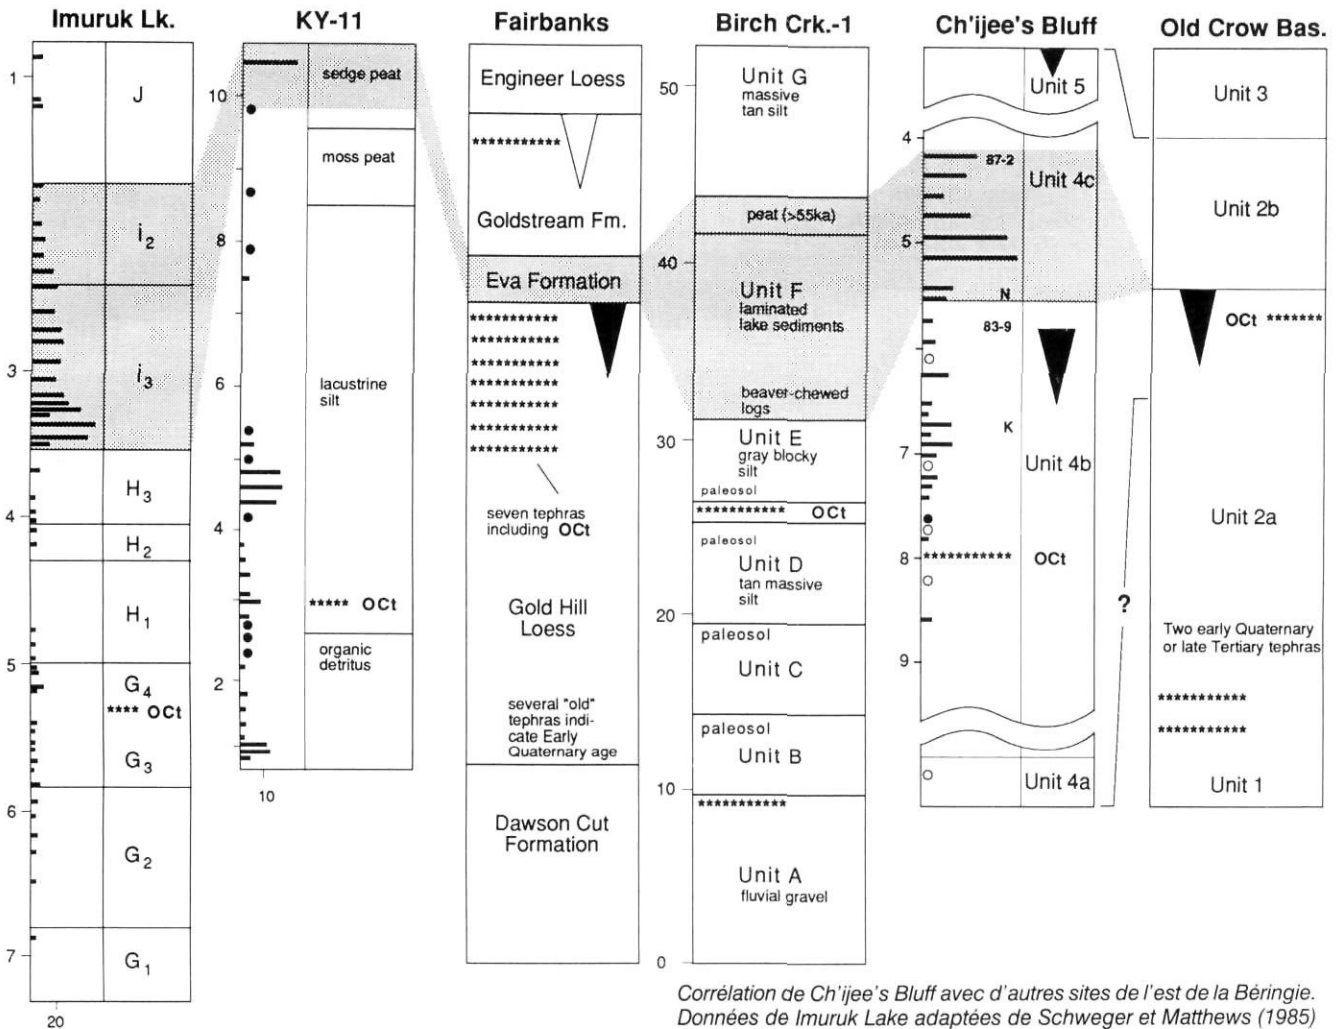 Imuruk Lk.
KY-11
Fairbanks
Birch Crk.-1
Ch'ijee's Bluff
Old Crow Bas.
1
3
4
5
6
7
20
J
i2
i3
H3
H2
H1
G4
**** OCt
G3
G2
G1
10
8
6
4
2
10
sedge peat
moss peat
lacustrine
silt
***** OCt
organic
detritus
Engineer Loess
***********
Goldstream Fm.
Eva Formation
***********
***********
***********
***********
***********
***********
***********
seven tephras
including OCt
Gold Hill
Loess
several "old"
tephras indi-
cate Early
Quaternary age
Dawson Cut
Formation
50
40
30
20
10
0
Unit G
massive
tan silt
peat (>55ka)
Unit F
laminated
lake sediments
beaver-chewed
logs
Unit E
gray blocky
silt
paleosol
*********** OCt
paleosol
Unit D
tan massive
silt
paleosol
Unit C
paleosol
Unit B
***********
Unit A
fluvial gravel
4
5
7
8
9
87-2
N
83-9
K
*********** OCt
Unit 5
Unit 4c
Unit 4b
Unit 4a
?
Unit 3
Unit 2b
OCt *******
Unit 2a
Two early Quaternary
or late Tertiary tephras
***********
***********
Unit 1
Corrélation de Ch'ijee's Bluff avec d'autres sites de l'est de la Béringie.
Données de Imuruk Lake adaptées de Schweger et Matthews (1985)